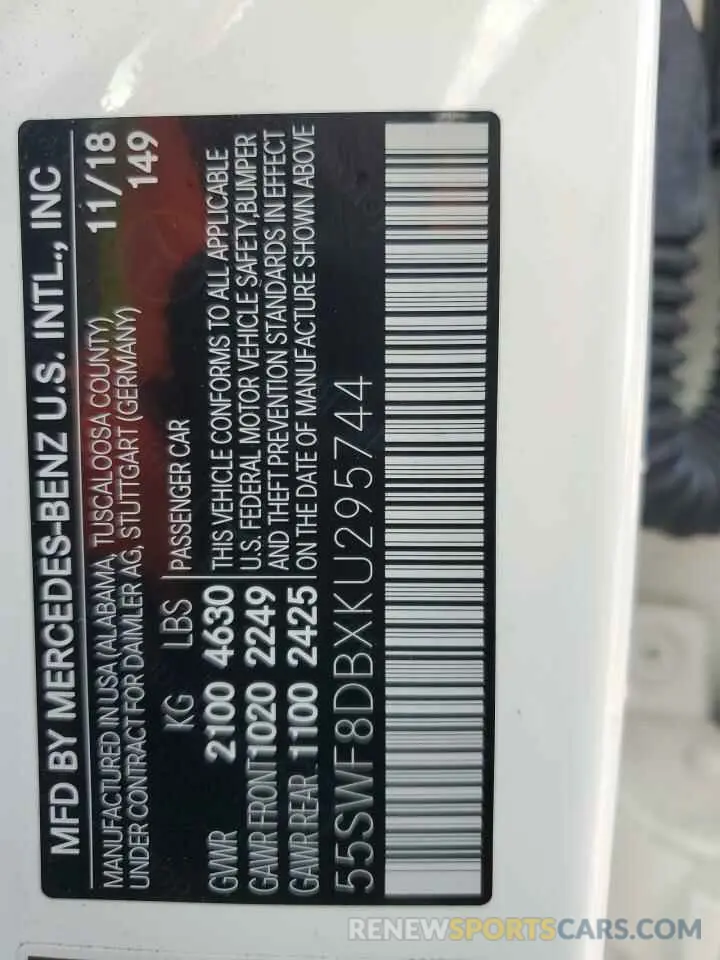 MFD BY MERCEDES-BENZ U.S. INTL., INC
MANUFACTURED IN USA (ALABAMA, TUSCALOOSA COUNTY) 11/18
UNDER CONTRACT FOR DAIMLER AG, STUTTGART (GERMANY) 149
KG LBS PASSENGER CAR
GVWR 2100 4630 THIS VEHICLE CONFORMS TO ALL APPLICABLE
GAWR FRONT 1020 2249 U.S. FEDERAL MOTOR VEHICLE SAFETY, BUMPER
GAWR REAR 1100 2425 AND THEFT PREVENTION STANDARDS IN EFFECT
ON THE DATE OF MANUFACTURE SHOWN ABOVE
55SWF8DBXKU295744
RENEWSPORTSCARS.COM